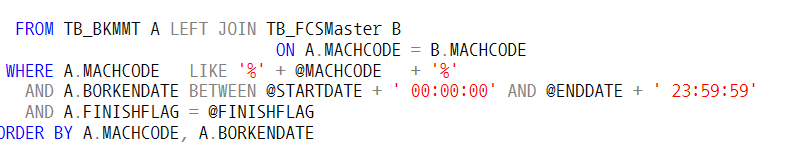 FROM TB_BKMMT A LEFT JOIN TB_FCSMaster B
ON A.MACHCODE = B.MACHCODE
WHERE A.MACHCODE LIKE '%' + @MACHCODE + '%'
AND A.BORKENDATE BETWEEN @STARTDATE + ' 00:00:00' AND @ENDDATE + ' 23:59:59'
AND A.FINISHFLAG = @FINISHFLAG
ORDER BY A.MACHCODE, A.BORKENDATE